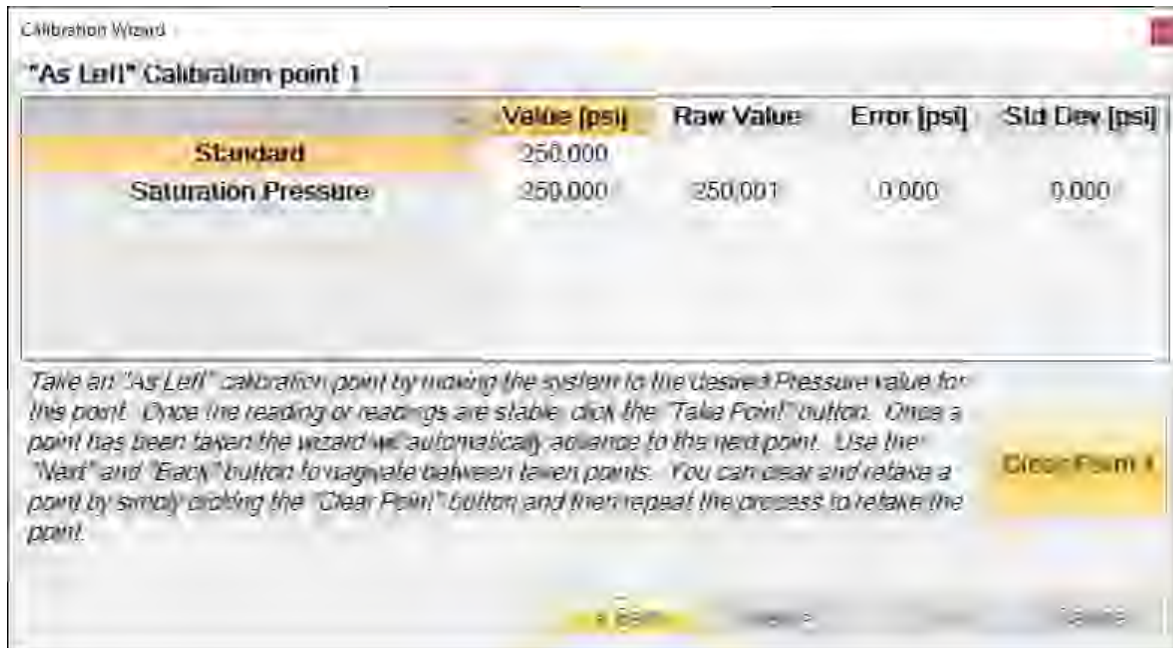 Calibration Wizard
"As Left" Calibration point 1
Value [psi] Raw Value Error [psi] Std Dev [psi]
Standard 250.000
Saturation Pressure 250.000 250.001 0.000 0.000
Take an "As Left" calibration point by moving the system to the desired Pressure value for
this point. Once the reading or readings are stable, click the "Take Point" button. Once a
point has been taken the wizard will automatically advance to the next point. Use the
"Next" and "Back" button to nagivate between taken points. You can clear and retake a
point by simply clicking the "Clear Point" button and then repeat the process to retake the
point.
Clear Point 1
< Back